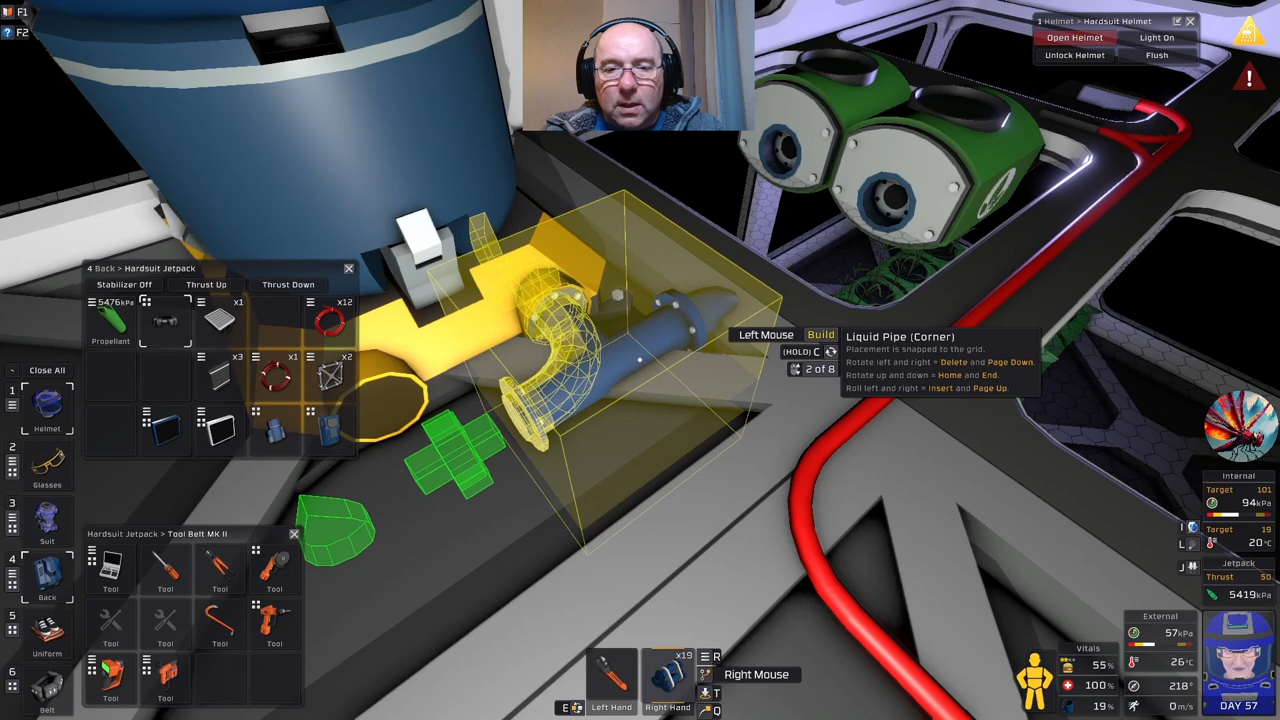 F1
F2
1 Helmet > Hardsuit Helmet
Open Helmet
Light On
Unlock Helmet
Flush
4 Back > Hardsuit Jetpack
Stabilizer Off
Thrust Up
Thrust Down
5476kPa
x1
x12
Propellant
x3
x1
x2
Close All
1
Helmet
2
Glasses
3
Suit
4
Back
5
Uniform
6
Belt
Hardsuit Jetpack > Tool Belt MK II
Tool
Tool
Tool
Tool
Tool
Tool
Tool
Tool
Tool
Tool
Left Mouse
Build
(HOLD) C
2 of 8
Liquid Pipe (Corner)
Placement is snapped to the grid.
Rotate left and right = Delete and Page Down.
Rotate up and down = Home and End.
Roll left and right = Insert and Page Up.
x19
R
Right Mouse
T
E
Left Hand
Right Hand
Q
Internal
Target 101
94kPa
Target 19
20°C
I
L
J
Jetpack
Thrust 50
5419kPa
External
57kPa
26°C
218°
0m/s
Vitals
55%
100%
19%
DAY 57